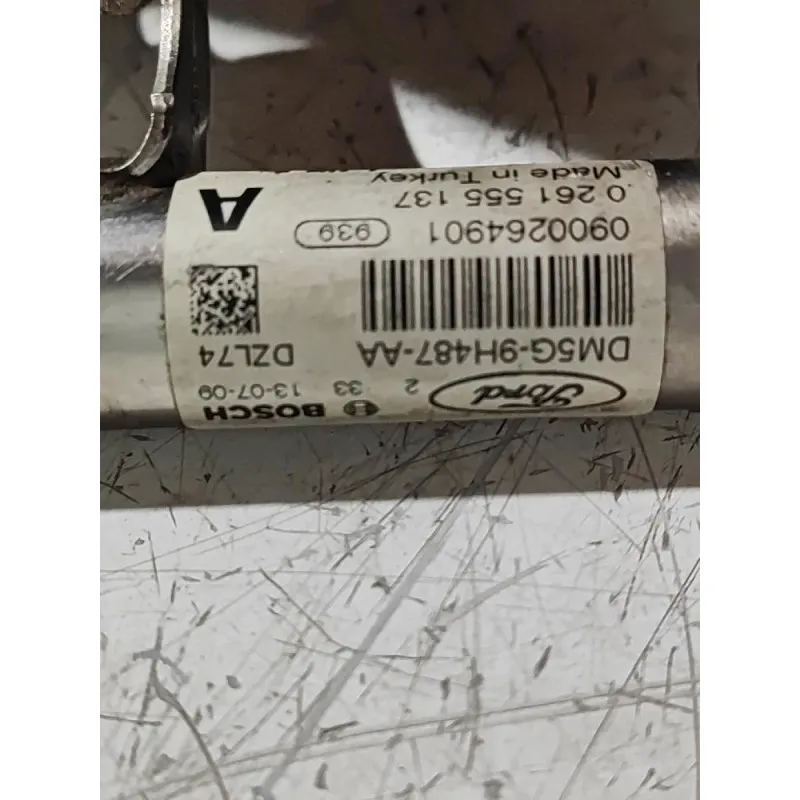 Ford 2 33 BOSCH
13-07-09
DM5G-9H487-AA DZL74
0900264901 939
0 261 555 137 A
Made in Turkey